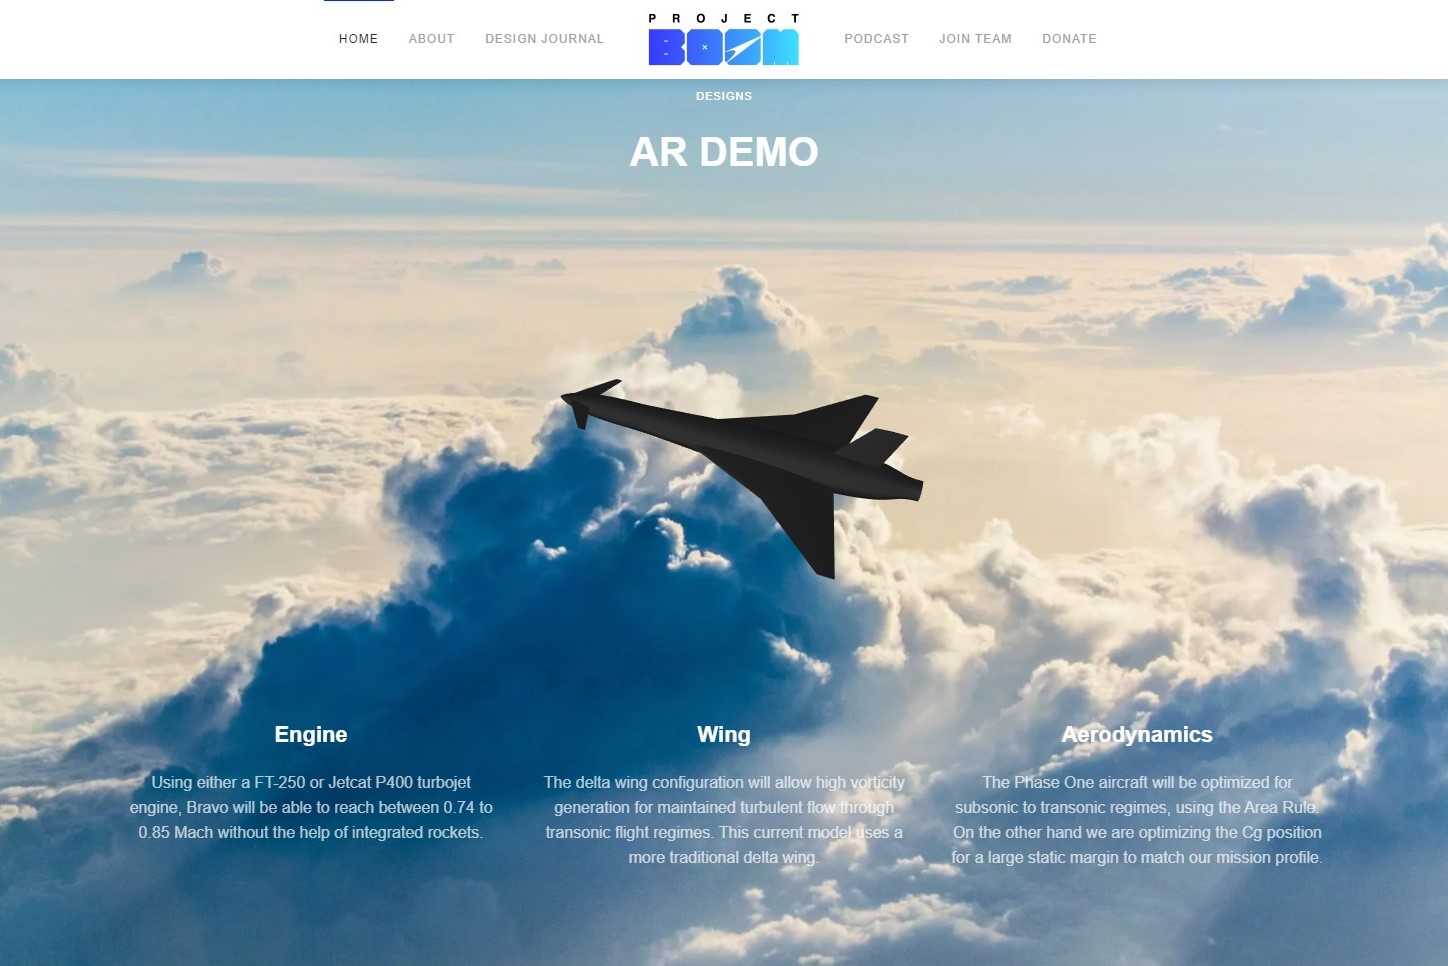 HOME ABOUT DESIGN JOURNAL PROJECT BOOM PODCAST JOIN TEAM DONATE
DESIGNS
AR DEMO
Engine
Using either a FT-250 or Jetcat P400 turbojet
engine, Bravo will be able to reach between 0.74 to
0.85 Mach without the help of integrated rockets.
Wing
The delta wing configuration will allow high vorticity
generation for maintained turbulent flow through
transonic flight regimes. This current model uses a
more traditional delta wing.
Aerodynamics
The Phase One aircraft will be optimized for
subsonic to transonic regimes, using the Area Rule.
On the other hand we are optimizing the Cg position
for a large static margin to match our mission profile.